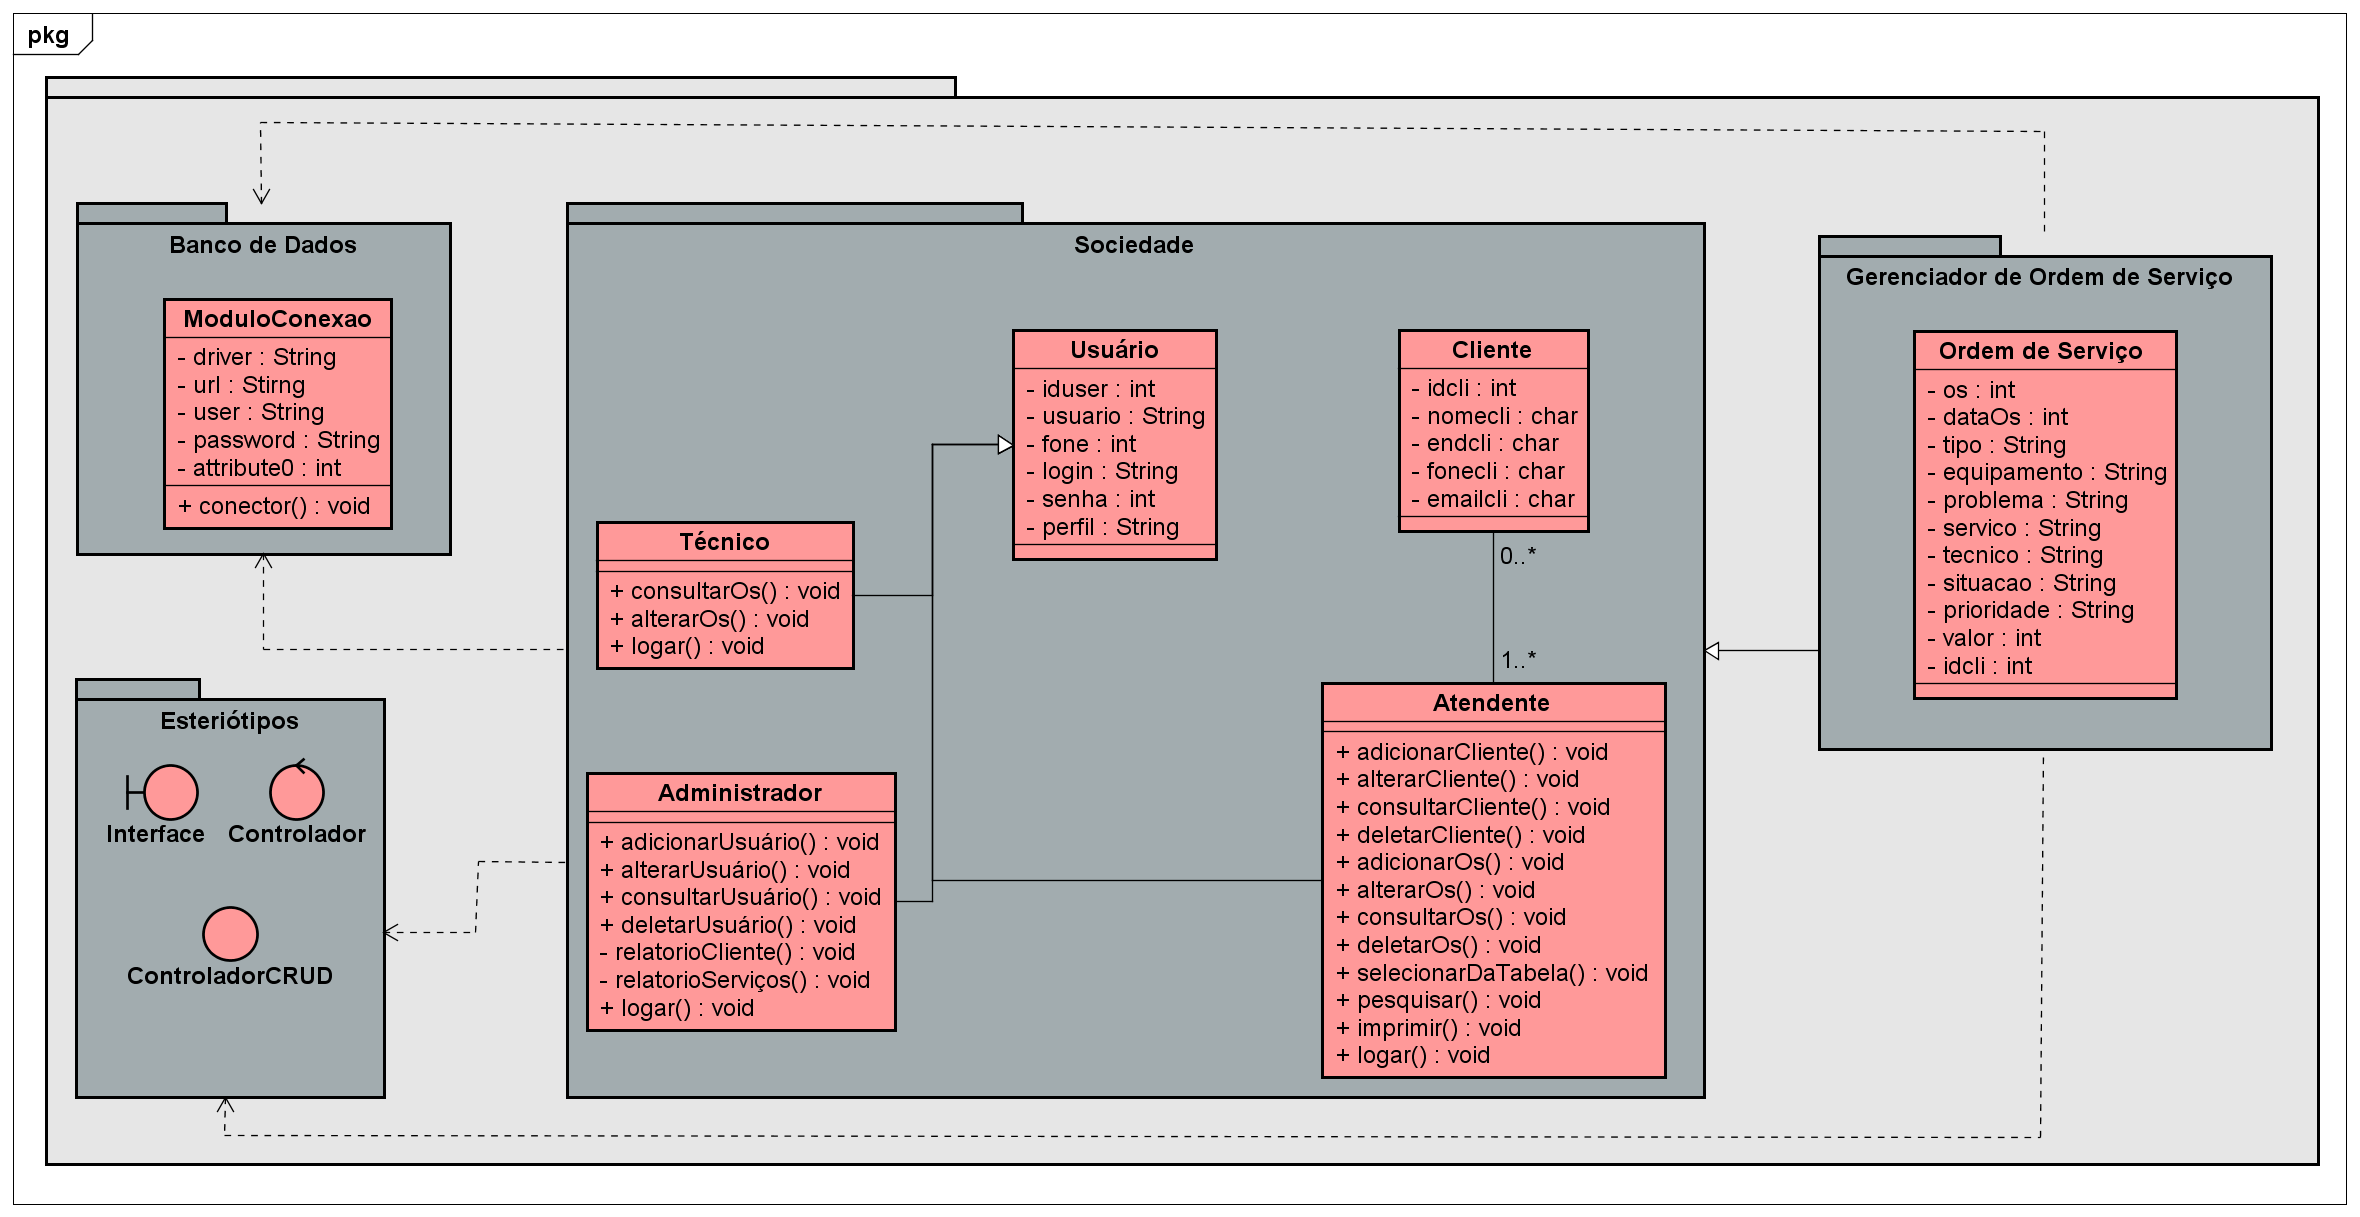 pkg
Banco de Dados
ModuloConexao
- driver : String
- url : Stirng
- user : String
- password : String
- attribute0 : int
+ conector() : void
Esteriótipos
Interface
Controlador
ControladorCRUD
Sociedade
Usuário
- iduser : int
- usuario : String
- fone : int
- login : String
- senha : int
- perfil : String
Cliente
- idcli : int
- nomecli : char
- endcli : char
- fonecli : char
- emailcli : char
0..*
1..*
Técnico
+ consultarOs() : void
+ alterarOs() : void
+ logar() : void
Administrador
+ adicionarUsuário() : void
+ alterarUsuário() : void
+ consultarUsuário() : void
+ deletarUsuário() : void
- relatorioCliente() : void
- relatorioServiços() : void
+ logar() : void
Atendente
+ adicionarCliente() : void
+ alterarCliente() : void
+ consultarCliente() : void
+ deletarCliente() : void
+ adicionarOs() : void
+ alterarOs() : void
+ consultarOs() : void
+ deletarOs() : void
+ selecionarDaTabela() : void
+ pesquisar() : void
+ imprimir() : void
+ logar() : void
Gerenciador de Ordem de Serviço
Ordem de Serviço
- os : int
- dataOs : int
- tipo : String
- equipamento : String
- problema : String
- servico : String
- tecnico : String
- situacao : String
- prioridade : String
- valor : int
- idcli : int